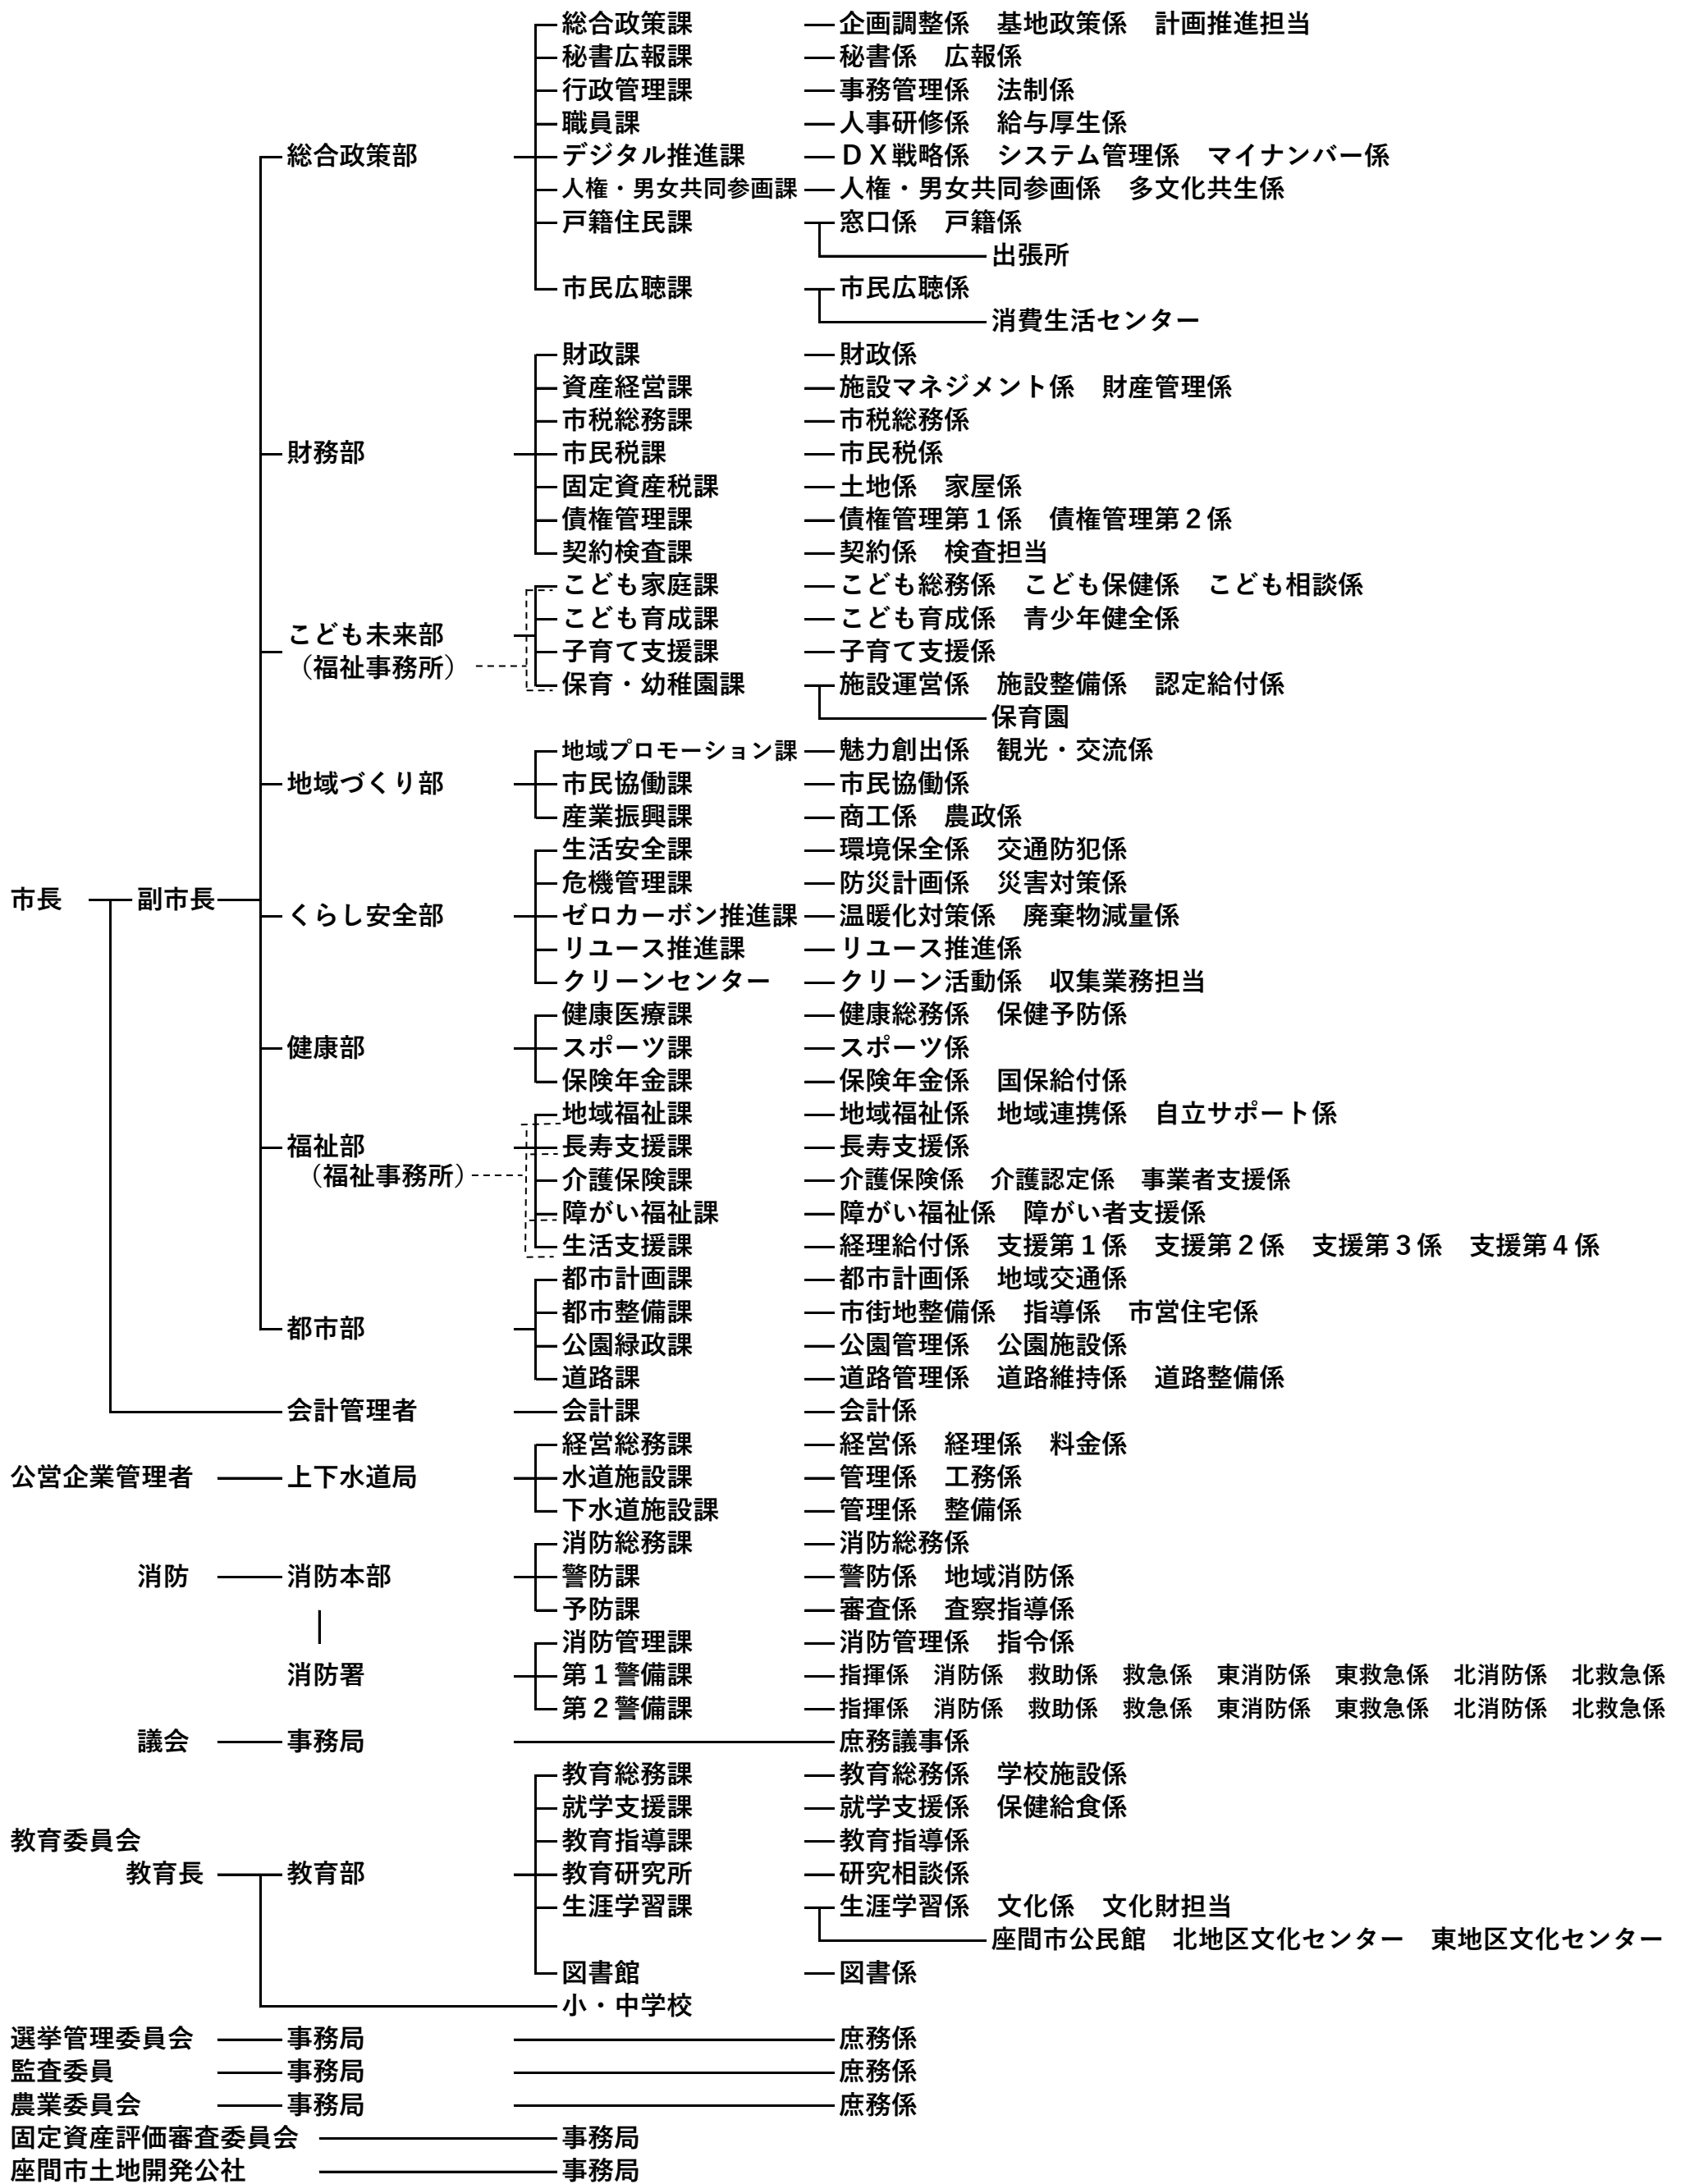 総合政策課 企画調整係 基地政策係 計画推進担当
秘書広報課 秘書係 広報係
行政管理課 事務管理係 法制係
職員課 人事研修係 給与厚生係
総合政策部 デジタル推進課 ＤＸ戦略係 システム管理係 マイナンバー係
人権・男女共同参画課 人権・男女共同参画係 多文化共生係
戸籍住民課 窓口係 戸籍係
出張所
市民広聴課 市民広聴係
消費生活センター
財政課 財政係
資産経営課 施設マネジメント係 財産管理係
市税総務課 市税総務係
財務部 市民税課 市民税係
固定資産税課 土地係 家屋係
債権管理課 債権管理第１係 債権管理第２係
契約検査課 契約係 検査担当
こども家庭課 こども総務係 こども保健係 こども相談係
こども育成課 こども育成係 青少年健全係
こども未来部
子育て支援課 子育て支援係
（福祉事務所）
保育・幼稚園課 施設運営係 施設整備係 認定給付係
保育園
地域プロモーション課 魅力創出係 観光・交流係
地域づくり部 市民協働課 市民協働係
産業振興課 商工係 農政係
生活安全課 環境保全係 交通防犯係
危機管理課 防災計画係 災害対策係
市長 副市長
くらし安全部 ゼロカーボン推進課 温暖化対策係 廃棄物減量係
リユース推進課 リユース推進係
クリーンセンター クリーン活動係 収集業務担当
健康医療課 健康総務係 保健予防係
健康部 スポーツ課 スポーツ係
保険年金課 保険年金係 国保給付係
地域福祉課 地域福祉係 地域連携係 自立サポート係
福祉部 長寿支援課 長寿支援係
（福祉事務所） 介護保険課 介護保険係 介護認定係 事業者支援係
障がい福祉課 障がい福祉係 障がい者支援係
生活支援課 経理給付係 支援第１係 支援第２係 支援第３係 支援第４係
都市計画課 都市計画係 地域交通係
都市整備課 市街地整備係 指導係 市営住宅係
都市部
公園緑政課 公園管理係 公園施設係
道路課 道路管理係 道路維持係 道路整備係
会計管理者 会計課 会計係
経営総務課 経営係 経理係 料金係
公営企業管理者 上下水道局 水道施設課 管理係 工務係
下水道施設課 管理係 整備係
消防総務課 消防総務係
消防 消防本部 警防課 警防係 地域消防係
予防課 審査係 査察指導係
消防管理課 消防管理係 指令係
消防署 第１警備課 指揮係 消防係 救助係 救急係 東消防係 東救急係 北消防係 北救急係
第２警備課 指揮係 消防係 救助係 救急係 東消防係 東救急係 北消防係 北救急係
議会 事務局 庶務議事係
教育総務課 教育総務係 学校施設係
就学支援課 就学支援係 保健給食係
教育委員会 教育指導課 教育指導係
教育長 教育部 教育研究所 研究相談係
生涯学習課 生涯学習係 文化係 文化財担当
座間市公民館 北地区文化センター 東地区文化センター
図書館 図書係
小・中学校
選挙管理委員会 事務局 庶務係
監査委員 事務局 庶務係
農業委員会 事務局 庶務係
固定資産評価審査委員会 事務局
座間市土地開発公社 事務局